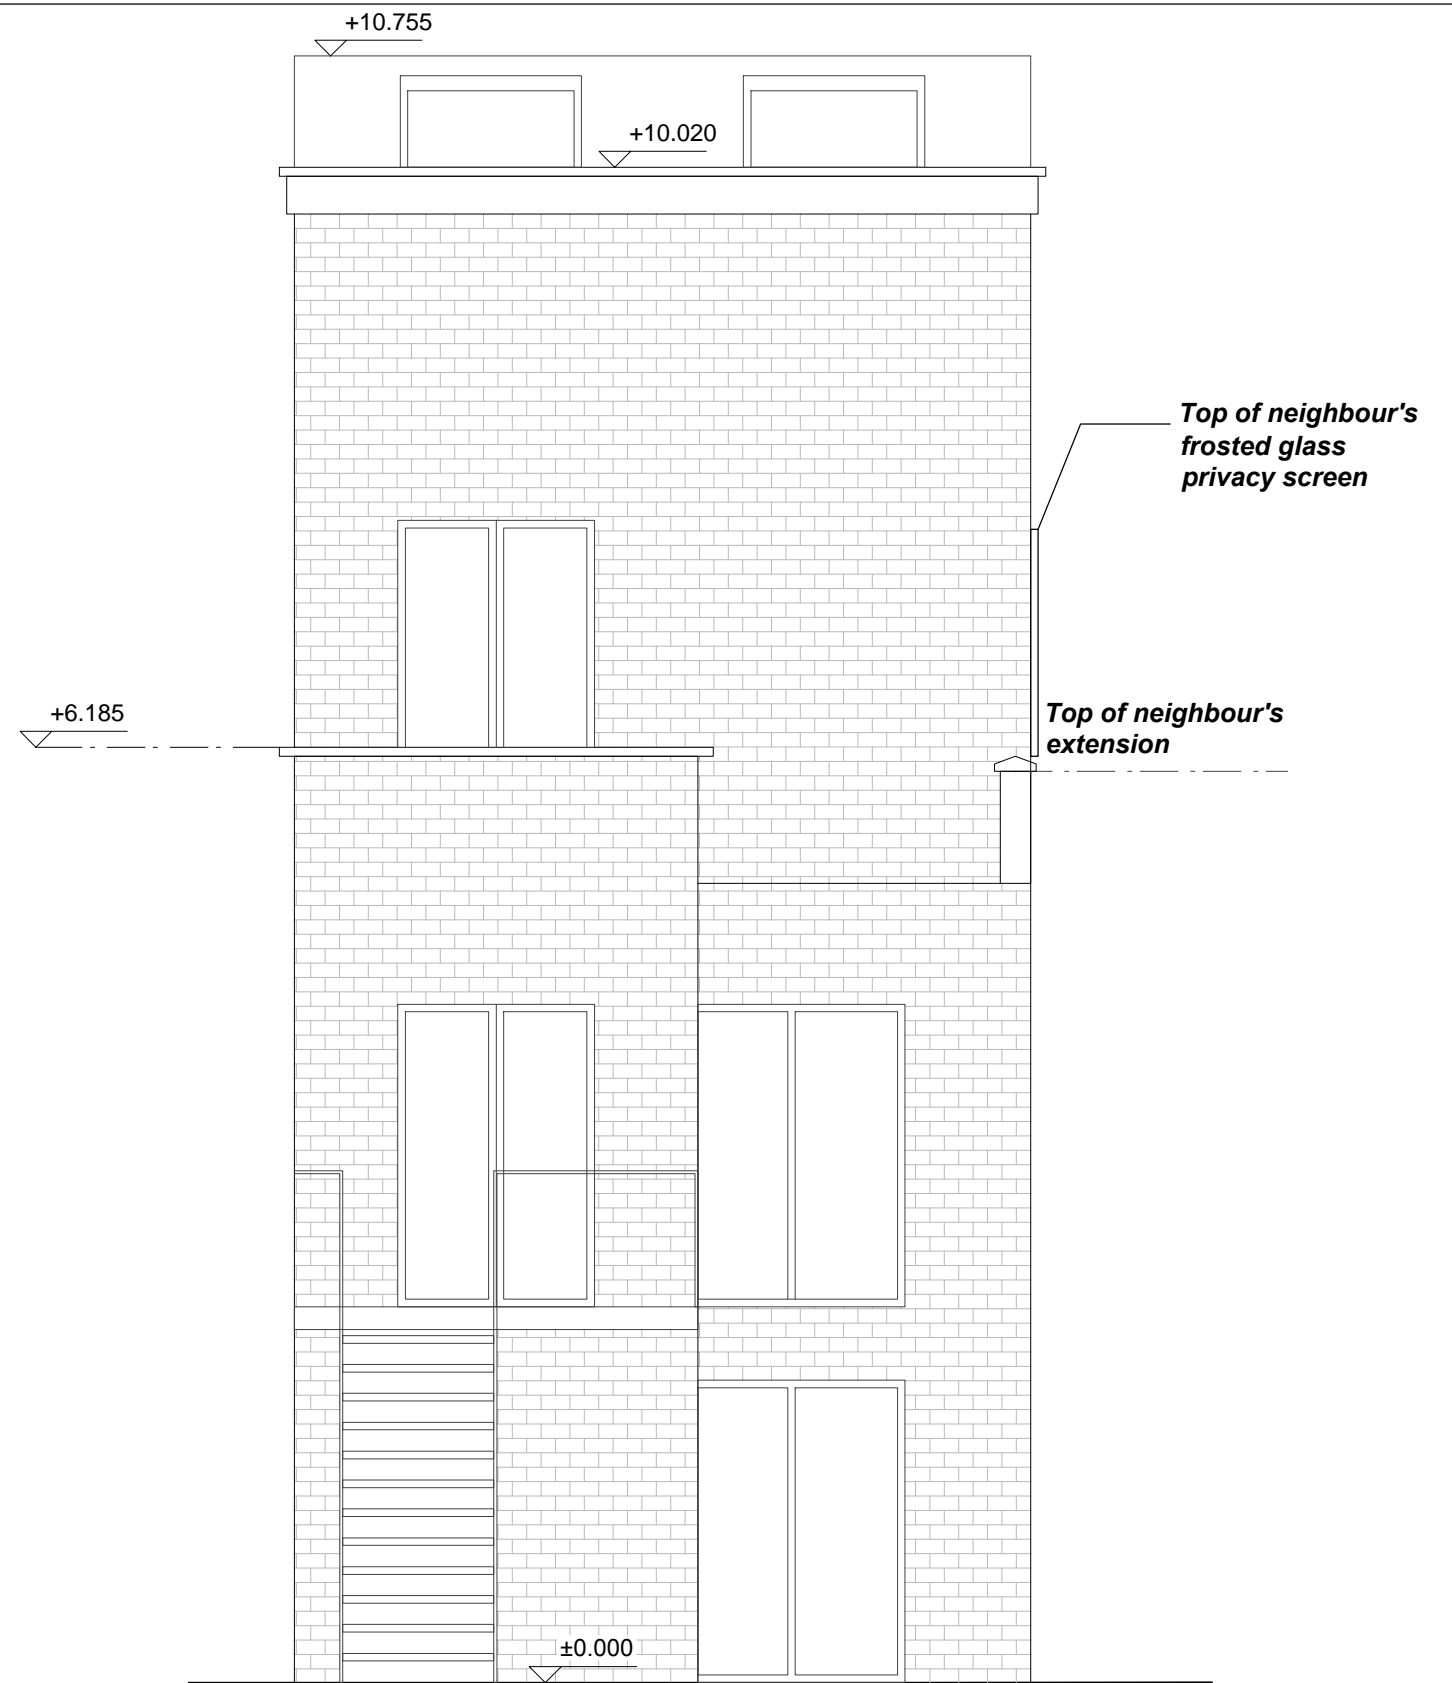 +10.755
+10.020
Top of neighbour's
frosted glass
privacy screen
+6.185
Top of neighbour's
extension
±0.000